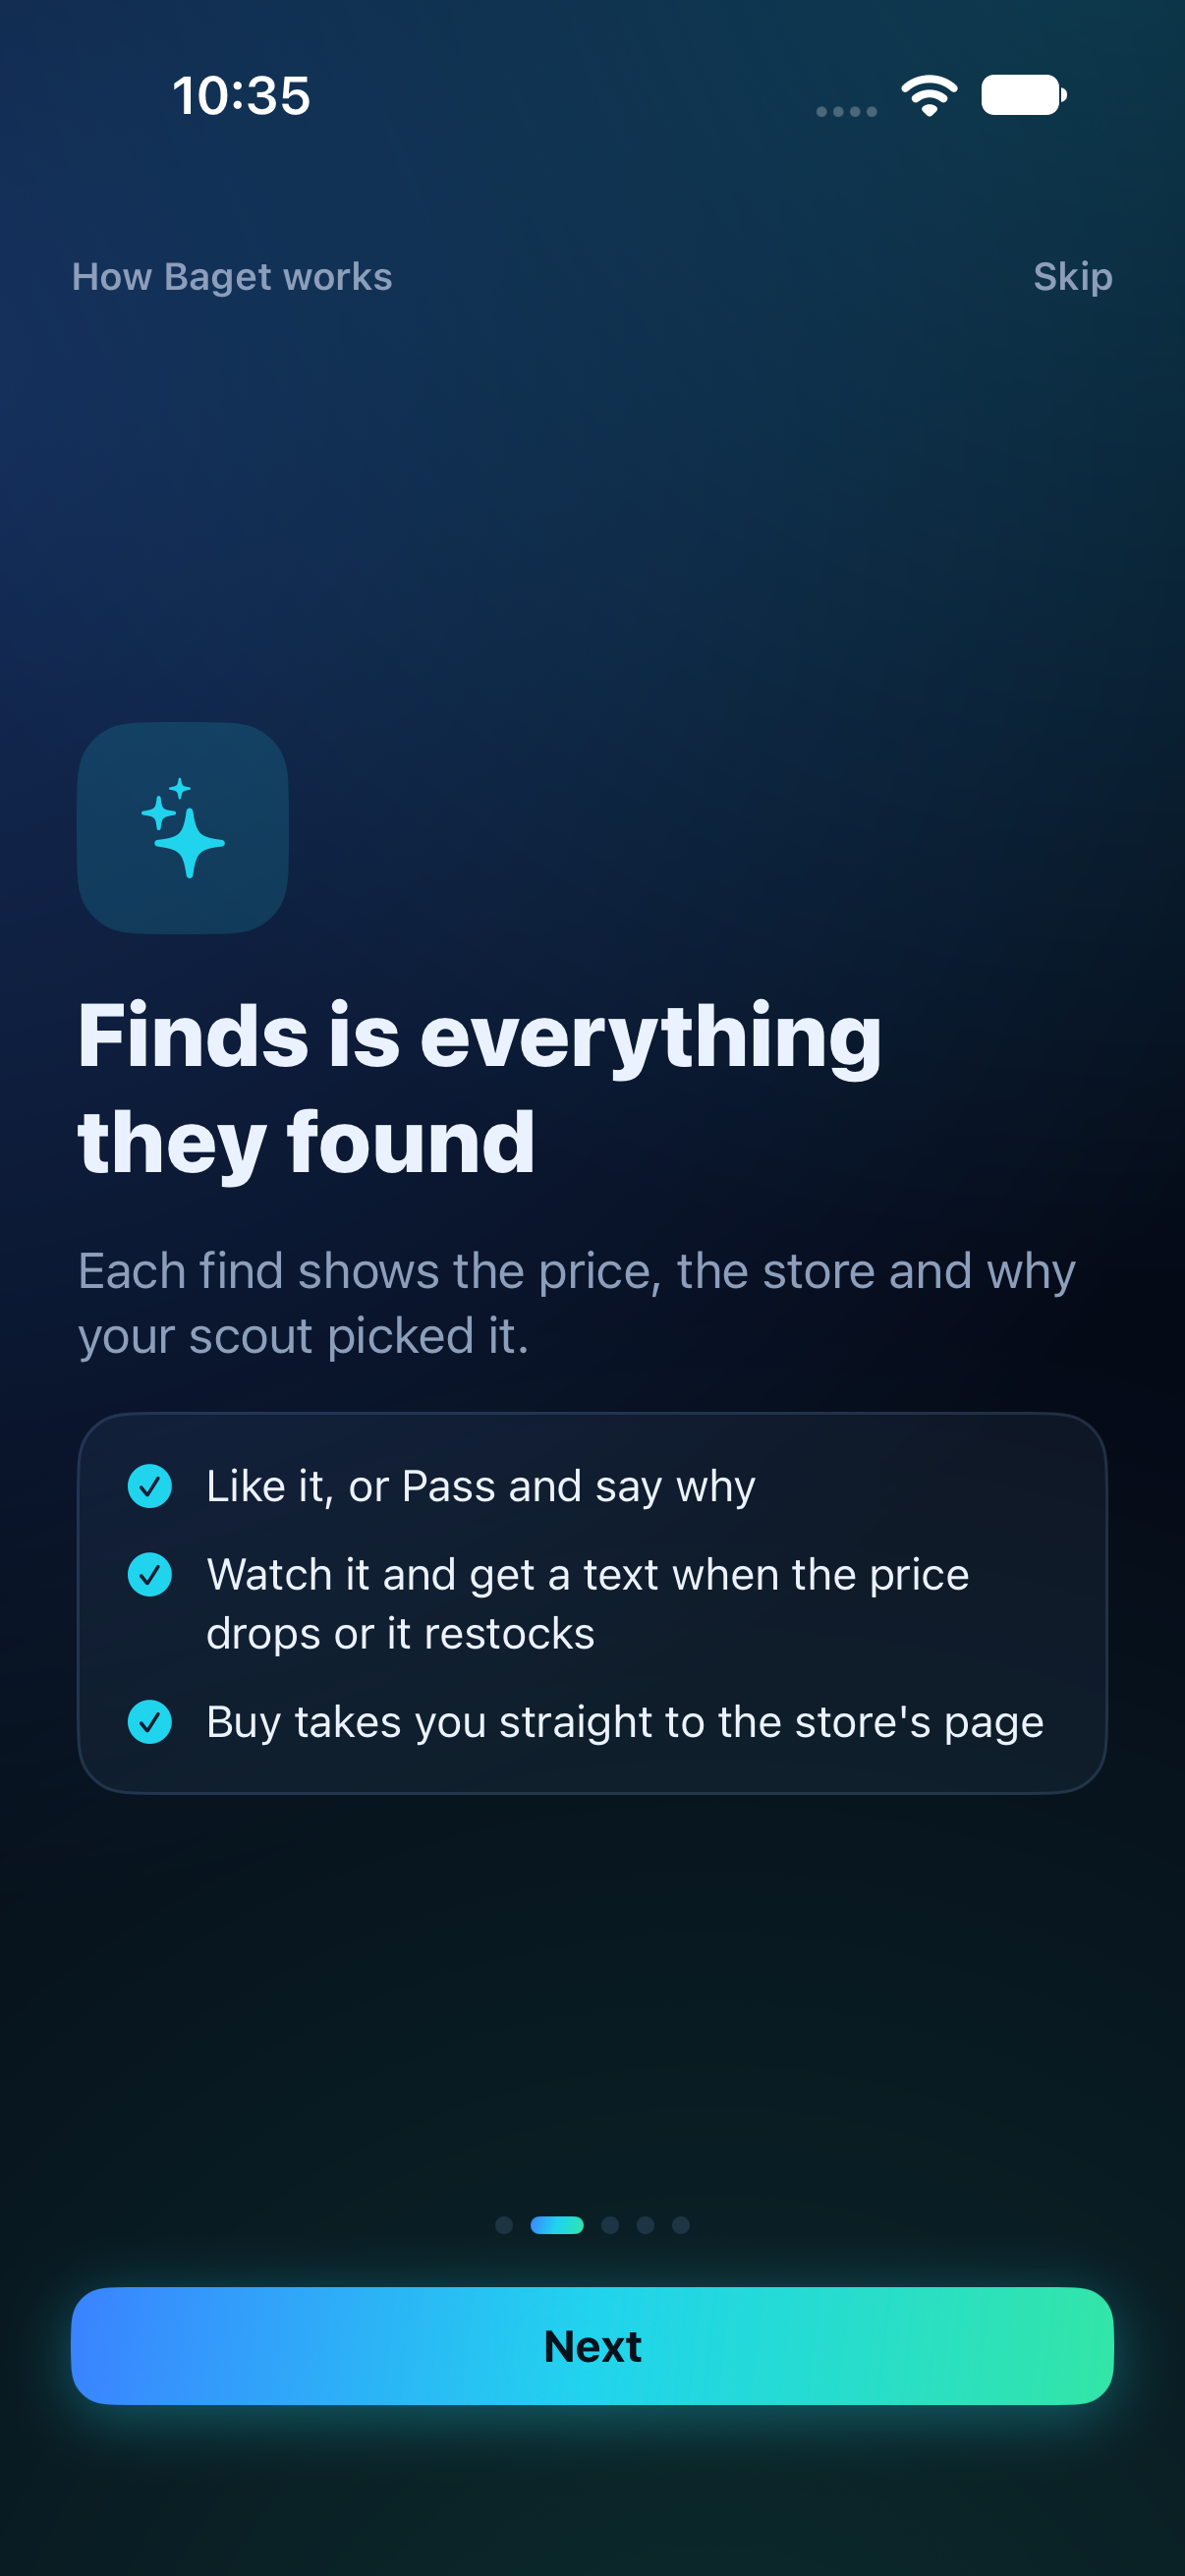 10:35
How Baget works
Skip
Finds is everything
they found
Each find shows the price, the store and why
your scout picked it.
Like it, or Pass and say why
Watch it and get a text when the price
drops or it restocks
Buy takes you straight to the store's page
Next